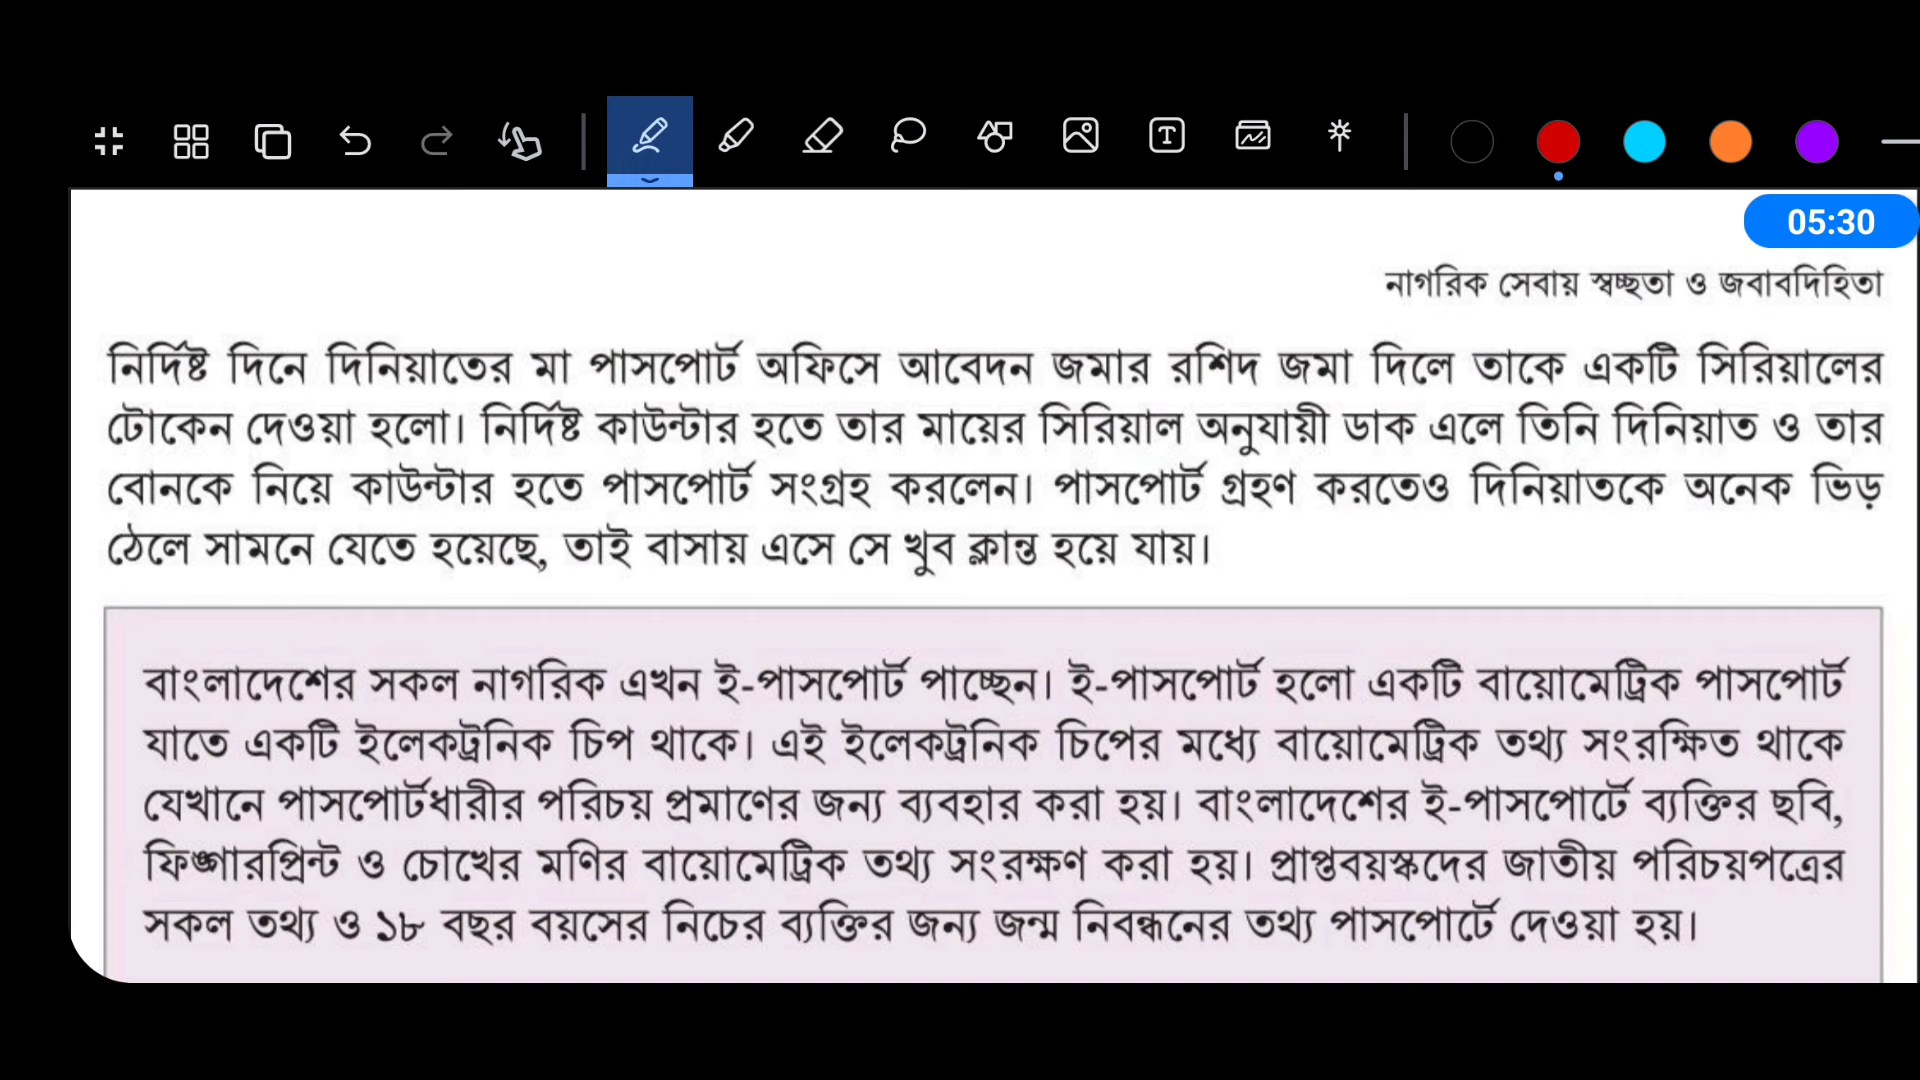 05:30
নাগরিক সেবায় স্বচ্ছতা ও জবাবদিহিতা
নির্দিষ্ট দিনে দিনিয়াতের মা পাসপোর্ট অফিসে আবেদন জমার রশিদ জমা দিলে তাকে একটি সিরিয়ালের
টোকেন দেওয়া হলো। নির্দিষ্ট কাউন্টার হতে তার মায়ের সিরিয়াল অনুযায়ী ডাক এলে তিনি দিনিয়াত ও তার
বোনকে নিয়ে কাউন্টার হতে পাসপোর্ট সংগ্রহ করলেন। পাসপোর্ট গ্রহণ করতেও দিনিয়াতকে অনেক ভিড়
ঠেলে সামনে যেতে হয়েছে, তাই বাসায় এসে সে খুব ক্লান্ত হয়ে যায়।
বাংলাদেশের সকল নাগরিক এখন ই-পাসপোর্ট পাচ্ছেন। ই-পাসপোর্ট হলো একটি বায়োমেট্রিক পাসপোর্ট
যাতে একটি ইলেকট্রনিক চিপ থাকে। এই ইলেকট্রনিক চিপের মধ্যে বায়োমেট্রিক তথ্য সংরক্ষিত থাকে
যেখানে পাসপোর্টধারীর পরিচয় প্রমাণের জন্য ব্যবহার করা হয়। বাংলাদেশের ই-পাসপোর্টে ব্যক্তির ছবি,
ফিঙ্গারপ্রিন্ট ও চোখের মণির বায়োমেট্রিক তথ্য সংরক্ষণ করা হয়। প্রাপ্তবয়স্কদের জাতীয় পরিচয়পত্রের
সকল তথ্য ও ১৮ বছর বয়সের নিচের ব্যক্তির জন্য জন্ম নিবন্ধনের তথ্য পাসপোর্টে দেওয়া হয়।